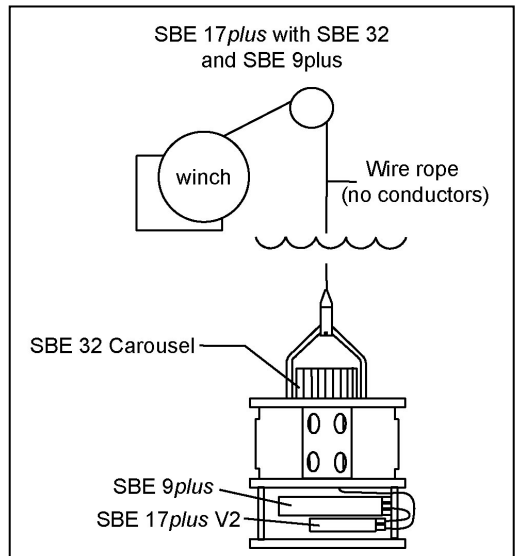 SBE 17plus with SBE 32
and SBE 9plus
winch
Wire rope
(no conductors)
SBE 32 Carousel
SBE 9plus
SBE 17plus V2